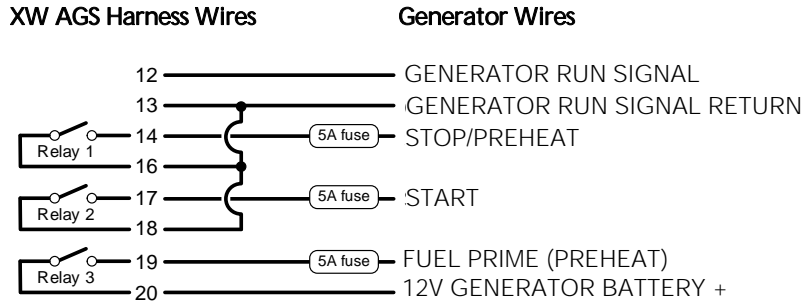 XW AGS Harness Wires Generator Wires
12 GENERATOR RUN SIGNAL
13 GENERATOR RUN SIGNAL RETURN
14 5A fuse STOP/PREHEAT
Relay 1
16
17 5A fuse START
Relay 2
18
19 5A fuse FUEL PRIME (PREHEAT)
Relay 3
20 12V GENERATOR BATTERY +